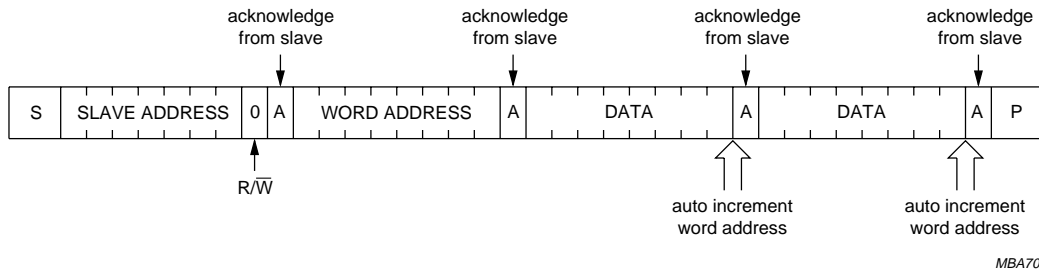 acknowledge acknowledge acknowledge acknowledge
from slave from slave from slave from slave
S SLAVE ADDRESS 0 A WORD ADDRESS A DATA A DATA A P
R/W̅
auto increment auto increment
word address word address
MBA70